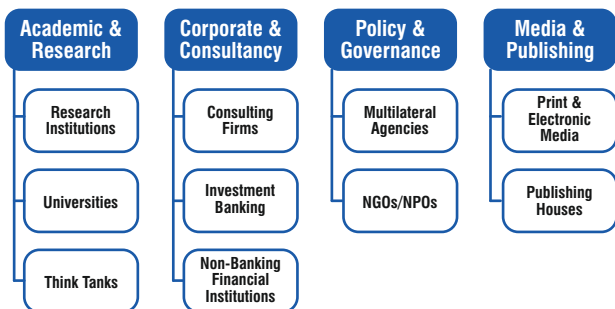 Academic &
Research
Research
Institutions
Universities
Think Tanks
Corporate &
Consultancy
Consulting
Firms
Investment
Banking
Non-Banking
Financial
Institutions
Policy &
Governance
Multilateral
Agencies
NGOs/NPOs
Media &
Publishing
Print &
Electronic
Media
Publishing
Houses